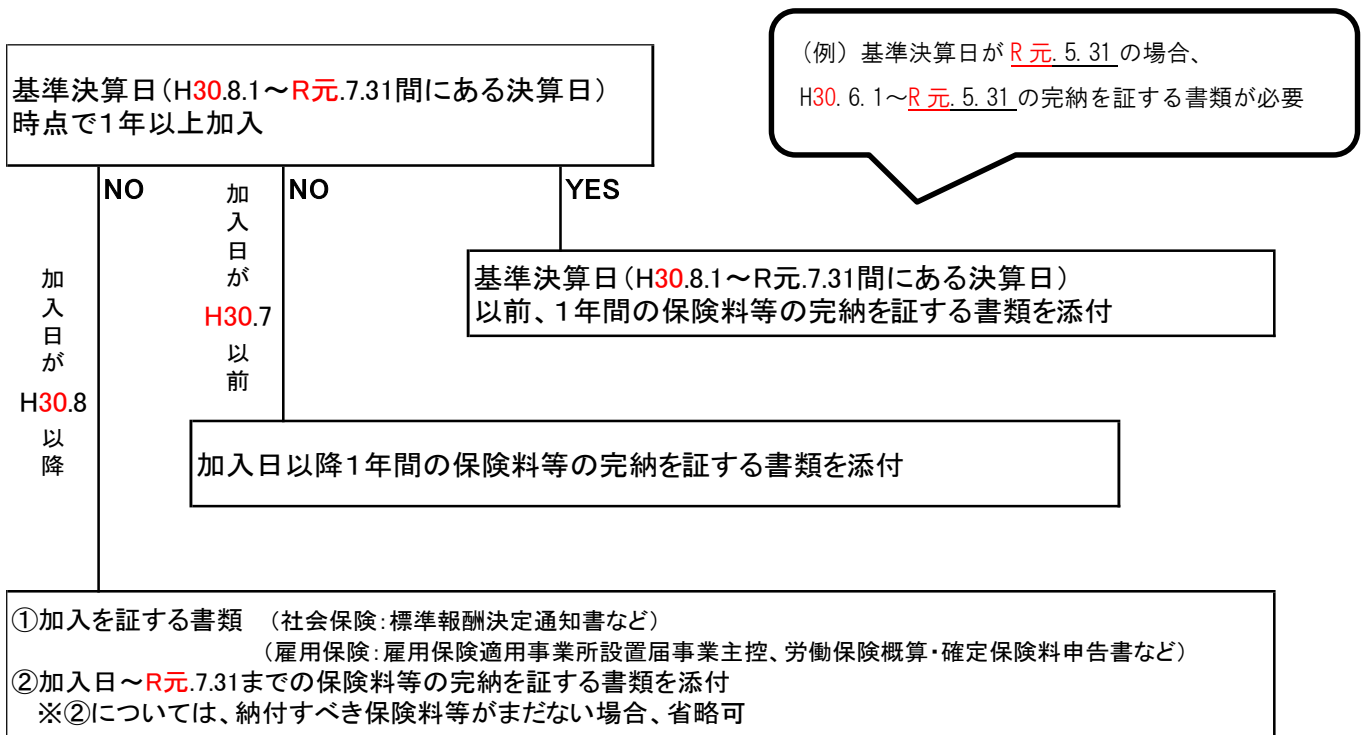 （例）基準決算日が R 元. 5. 31 の場合、
H30. 6. 1～R 元. 5. 31 の完納を証する書類が必要
基準決算日（H30.8.1～R元.7.31間にある決算日）
時点で１年以上加入
NO
加入日がH30.7以前
NO
YES
加入日がH30.8以降
基準決算日（H30.8.1～R元.7.31間にある決算日）
以前、１年間の保険料等の完納を証する書類を添付
加入日以降１年間の保険料等の完納を証する書類を添付
①加入を証する書類　（社会保険：標準報酬決定通知書など）
（雇用保険：雇用保険適用事業所設置届事業主控、労働保険概算・確定保険料申告書など）
②加入日～R元.7.31までの保険料等の完納を証する書類を添付
※②については、納付すべき保険料等がまだない場合、省略可